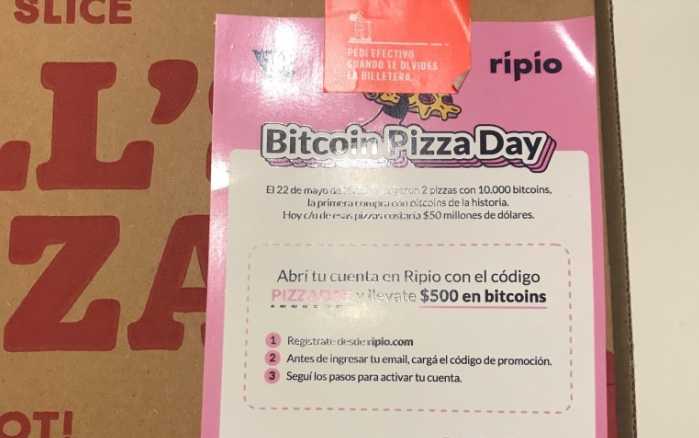 SLICE
LL'S
ZZA
OT!
PEDÍ EFECTIVO
CUANDO TE OLVIDÉS
LA BILLETERA
ripio
Bitcoin Pizza Day
El 22 de mayo de 2 pizzas con 10.000 bitcoins,
la primera compra con bitcoins de la historia.
Hoy c/u de esas pizzas costaría $50 millones de dólares.
Abrí tu cuenta en Ripio con el código
y llevate $500 en bitcoins
1 Registrate desde ripio.com
2 Antes de ingresar tu email, cargá el código de promoción.
3 Seguí los pasos para activar tu cuenta.